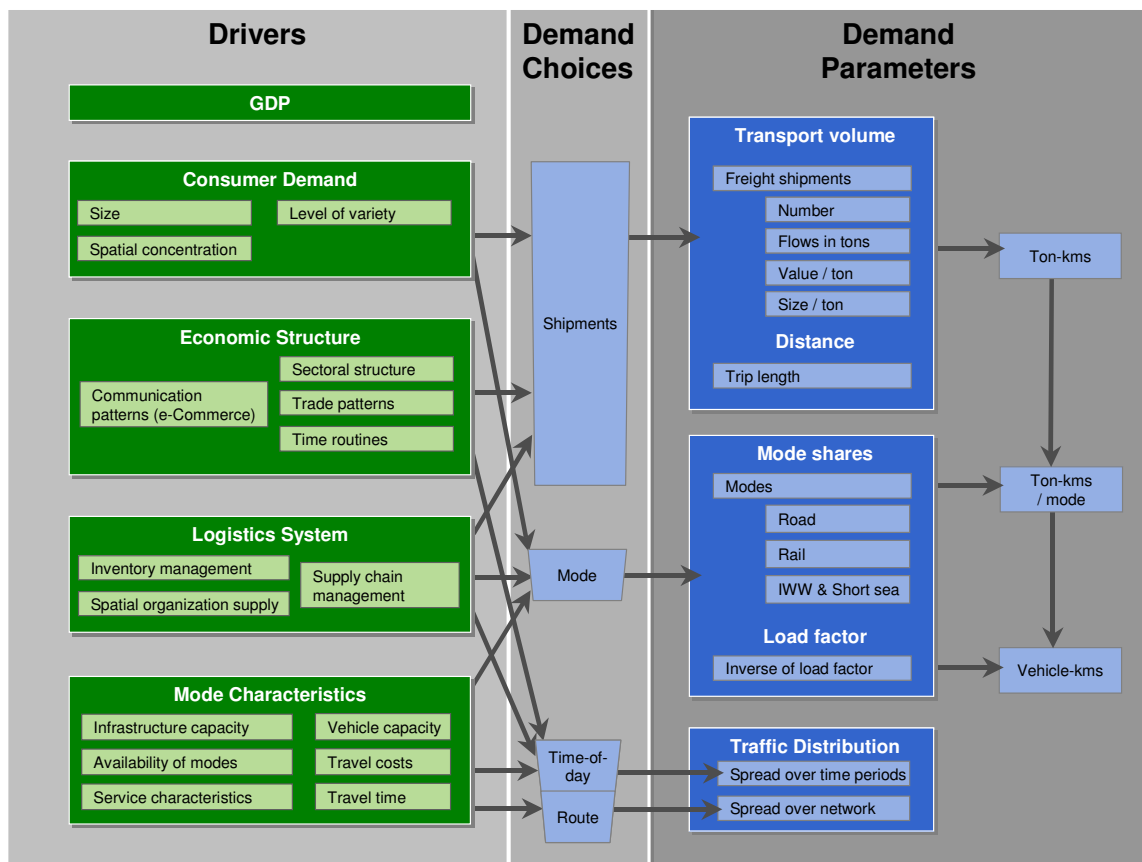 Drivers
Demand
Choices
Demand
Parameters
GDP
Consumer Demand
Size
Level of variety
Spatial concentration
Economic Structure
Communication
patterns (e-Commerce)
Sectoral structure
Trade patterns
Time routines
Logistics System
Inventory management
Spatial organization supply
Supply chain
management
Mode Characteristics
Infrastructure capacity
Vehicle capacity
Availability of modes
Travel costs
Service characteristics
Travel time
Shipments
Mode
Time-of-
day
Route
Transport volume
Freight shipments
Number
Flows in tons
Value / ton
Size / ton
Distance
Trip length
Mode shares
Modes
Road
Rail
IWW & Short sea
Load factor
Inverse of load factor
Traffic Distribution
Spread over time periods
Spread over network
Ton-kms
Ton-kms
/ mode
Vehicle-kms